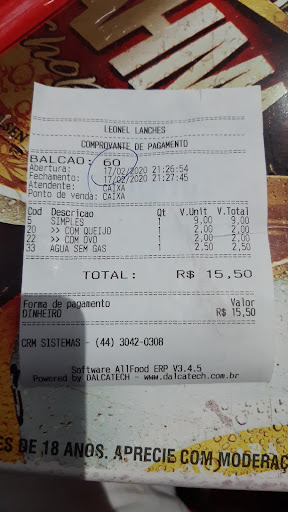 LEONEL LANCHES
COMPROVANTE DE PAGAMENTO
BALCAO: 60
Abertura: 17/02/2020 21:26:54
Fechamento: 17/02/2020 21:27:45
Atendente: CAIXA
Ponto de venda: CAIXA
Cod Descricao Qt V.Unit V.Total
5 SIMPLES 1 9,00 9,00
20 >> COM QUEIJO 1 2,00 2,00
22 >> COM OVO 1 2,00 2,00
33 AGUA SEM GAS 1 2,50 2,50
TOTAL: R$ 15,50
Forma de pagamento Valor
DINHEIRO R$ 15,50
CRM SISTEMAS - (44) 3042-0308
Software AllFood ERP V3.4.5
Powered by DALCATECH - www.dalcatech.com.br
ES DE 18 ANOS. APRECIE COM MODERAÇ